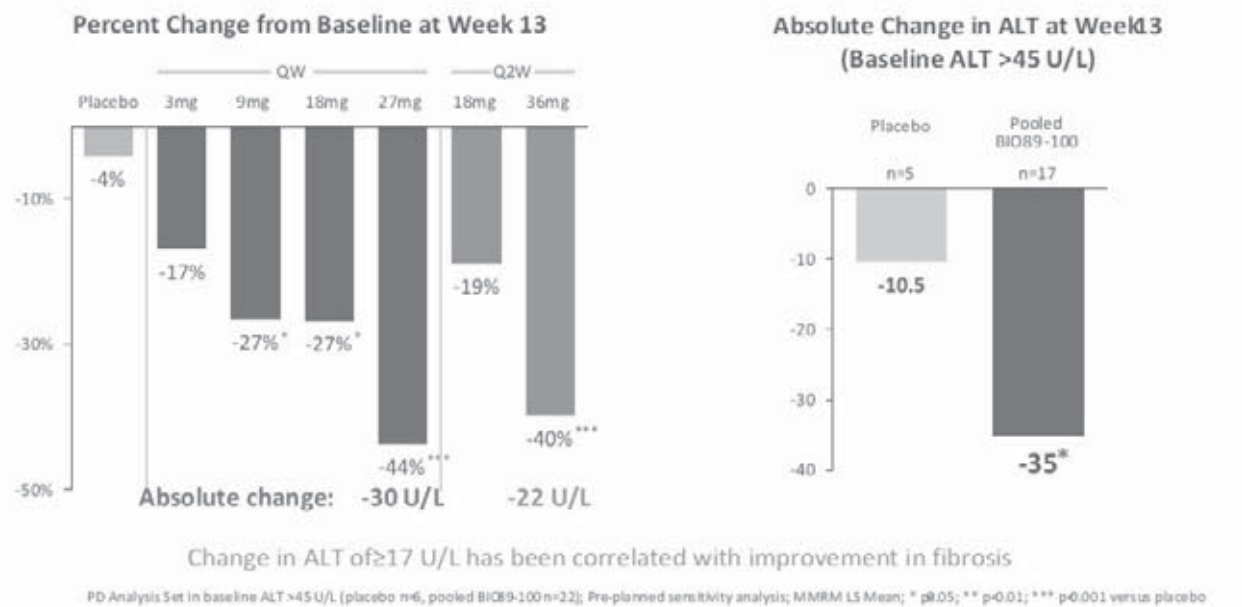 Percent Change from Baseline at Week 13
QW Q2W
Placebo 3mg 9mg 18mg 27mg 18mg 36mg
-4%
-10%
-17%
-19%
-27%* -27%*
-30%
-40%***
-44%***
-50%
Absolute change: -30 U/L -22 U/L
Absolute Change in ALT at Week13
(Baseline ALT >45 U/L)
Placebo Pooled
BIO89-100
n=5 n=17
0
-10
-10.5
-20
-30
-35*
-40
Change in ALT of≥17 U/L has been correlated with improvement in fibrosis
PD Analysis Set in baseline ALT >45 U/L (placebo n=6, pooled BIO89-100 n=22); Pre-planned sensitivity analysis; MMRM LS Mean; * p<0.05; ** p<0.01; *** p<0.001 versus placebo